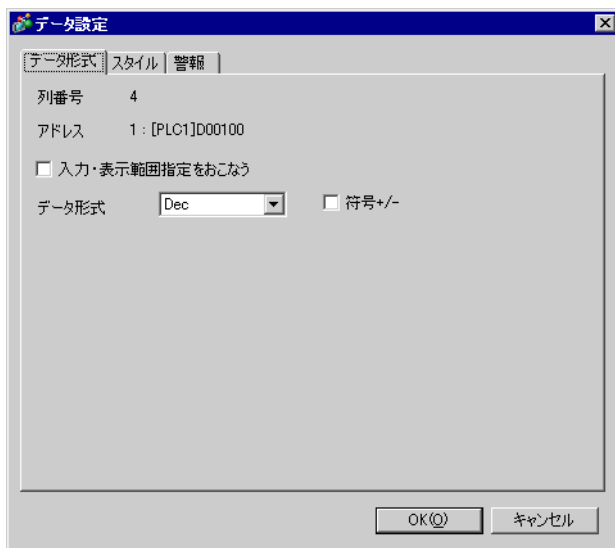 データ設定
データ形式 スタイル 警報
列番号 4
アドレス 1 : [PLC1]D00100
入力・表示範囲指定をおこなう
データ形式 Dec 符号+/-
OK(O) キャンセル